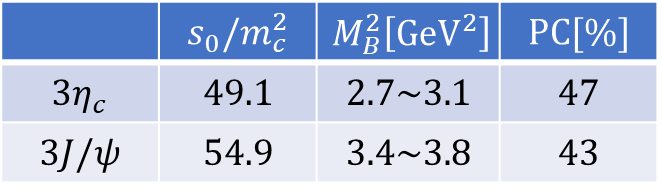 s₀/m_c² M_B²[GeV²] PC[%]
3η_c 49.1 2.7~3.1 47
3J/ψ 54.9 3.4~3.8 43